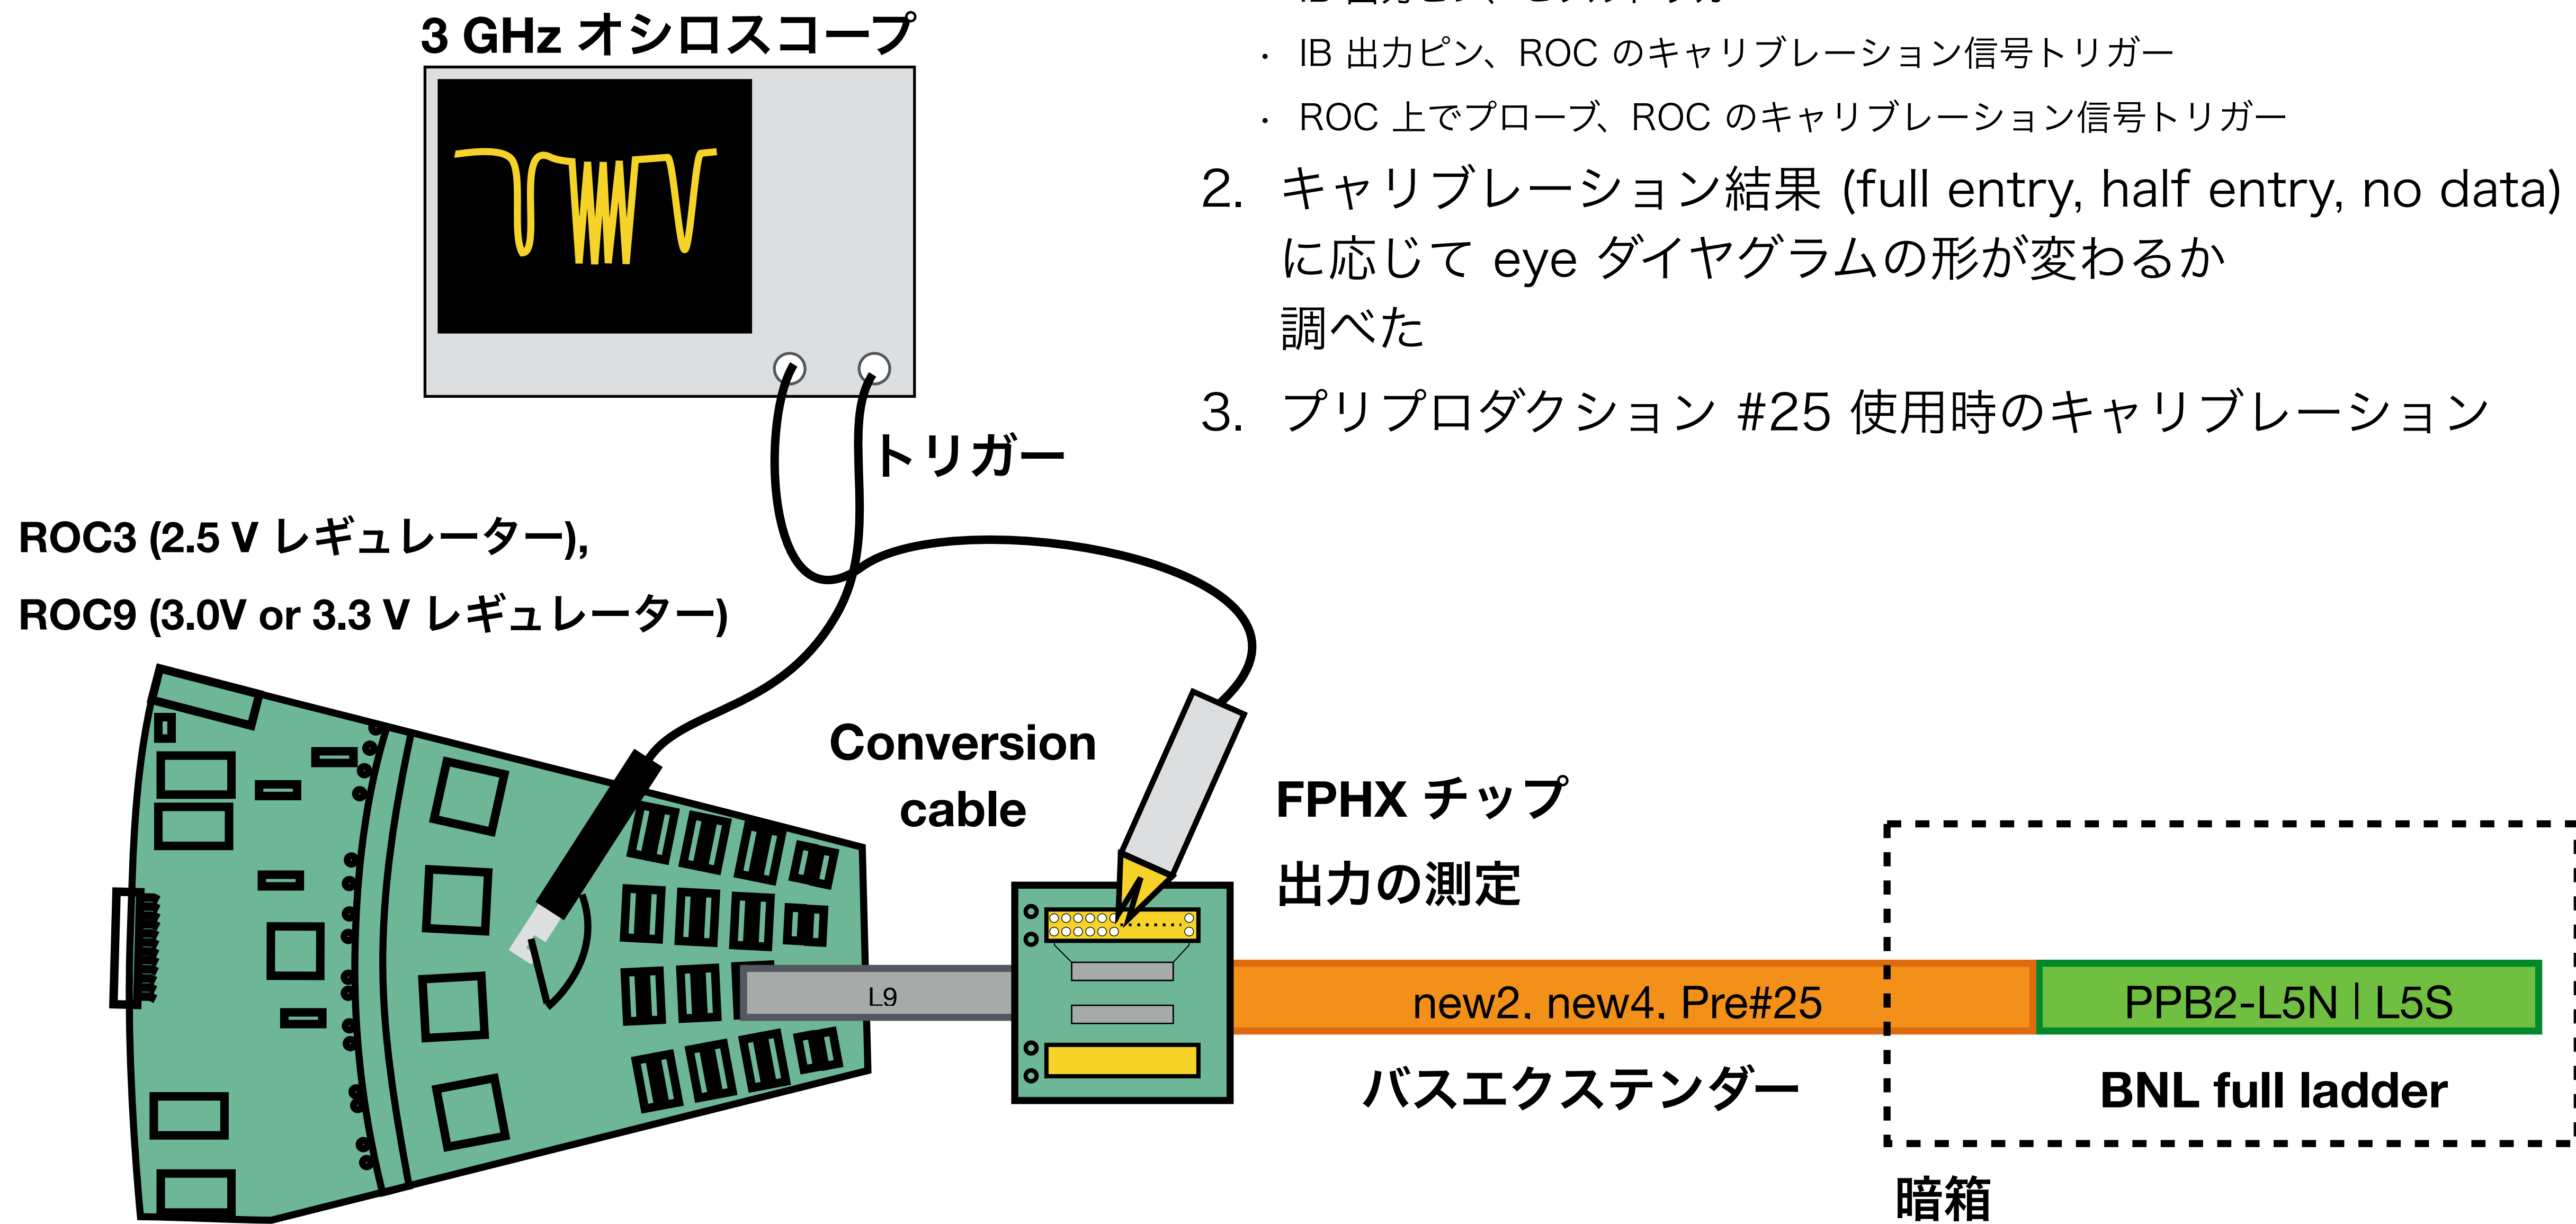 3 GHz オシロスコープ
・ IB 出力ピン、ROC のキャリブレーション信号トリガー
・ ROC 上でプローブ、ROC のキャリブレーション信号トリガー
2. キャリブレーション結果 (full entry, half entry, no data)
に応じて eye ダイヤグラムの形が変わるか
調べた
3. プリプロダクション #25 使用時のキャリブレーション
トリガー
ROC3 (2.5 V レギュレーター),
ROC9 (3.0V or 3.3 V レギュレーター)
Conversion
cable
FPHX チップ
出力の測定
L9
new2, new4, Pre#25
PPB2-L5N | L5S
バスエクステンダー
BNL full ladder
暗箱